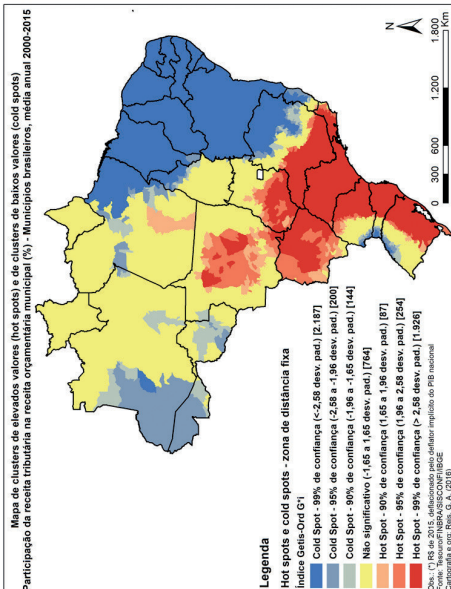 Mapa de clusters de elevados valores (hot spots) e de clusters de baixos valores (cold spots)
Participação da receita tributária na receita orçamentária municipal (%) - Municípios brasileiros, média anual 2000-2015
Legenda
Hot spots e cold spots - zona de distância fixa
Índice Getis-Ord G*i
Cold Spot - 99% de confiança (<-2,58 desv. pad.) [2.187]
Cold Spot - 95% de confiança (-2,58 a -1,96 desv. pad.) [200]
Cold Spot - 90% de confiança (-1,96 a -1,65 desv. pad.) [144]
Não significativo (-1,65 a 1,65 desv. pad.) [764]
Hot Spot - 90% de confiança (1,65 a 1,96 desv. pad.) [87]
Hot Spot - 95% de confiança (1,96 a 2,58 desv. pad.) [254]
Hot Spot - 99% de confiança (> 2,58 desv. pad.) [1.926]
Obs.: (*) R$ de 2015, deflacionado pelo deflator implícito do PIB nacional
Fonte: Tesouro/FINBRA/SISCONFI/IBGE
Cartografia e org: Reis, G. A. (2016)
N
0 300 600 1.200 1.800
Km